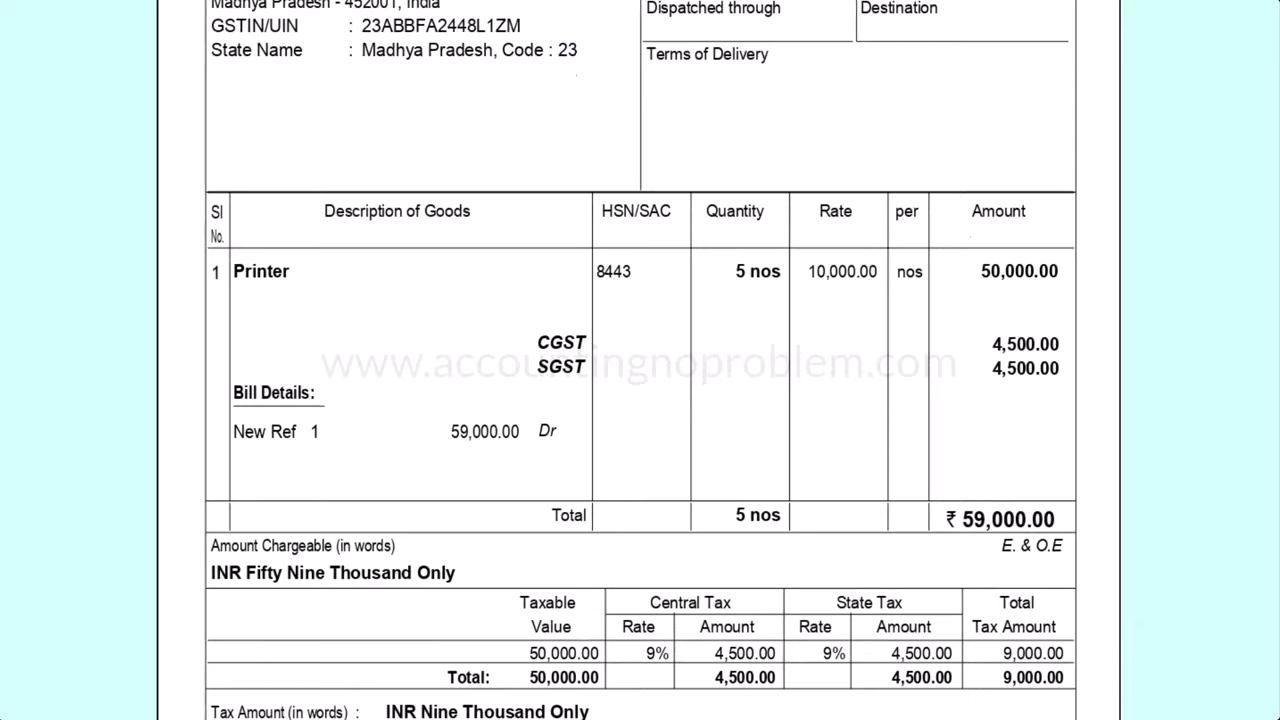 Madhya Pradesh - 452001, India
GSTIN/UIN : 23ABBFA2448L1ZM
State Name : Madhya Pradesh, Code : 23
Dispatched through
Destination
Terms of Delivery
Sl No. Description of Goods HSN/SAC Quantity Rate per Amount
1 Printer 8443 5 nos 10,000.00 nos 50,000.00
CGST 4,500.00
www.accountingnoproblem.com
SGST 4,500.00
Bill Details:
New Ref 1 59,000.00 Dr
Total 5 nos ₹ 59,000.00
Amount Chargeable (in words) E. & O.E
INR Fifty Nine Thousand Only
Taxable Value Central Tax State Tax Total Tax Amount
Rate Amount Rate Amount
50,000.00 9% 4,500.00 9% 4,500.00 9,000.00
Total: 50,000.00 4,500.00 4,500.00 9,000.00
Tax Amount (in words) : INR Nine Thousand Only